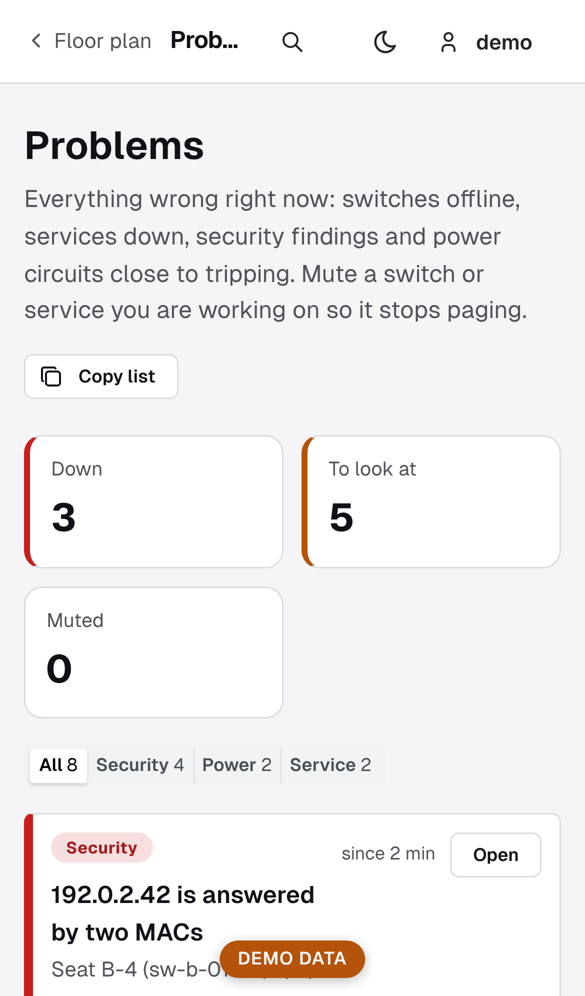 Floor plan Prob... demo
Problems
Everything wrong right now: switches offline,
services down, security findings and power
circuits close to tripping. Mute a switch or
service you are working on so it stops paging.
Copy list
Down
3
To look at
5
Muted
0
All 8 Security 4 Power 2 Service 2
Security since 2 min Open
192.0.2.42 is answered
by two MACs
Seat B-4
DEMO DATA